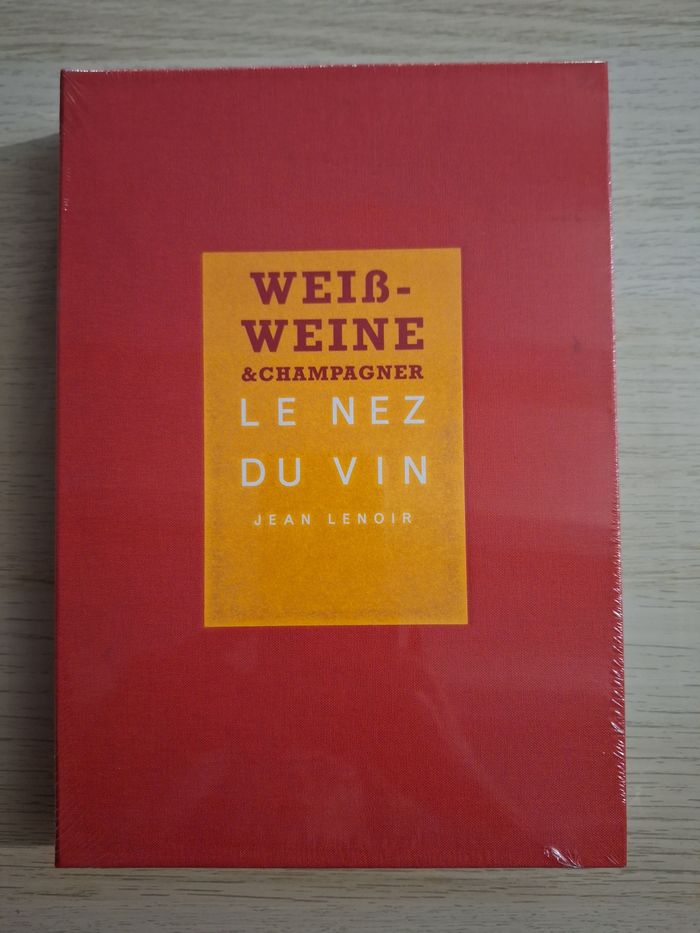 WEIß-
WEINE
&CHAMPAGNER
LE NEZ
DU VIN
JEAN LENOIR